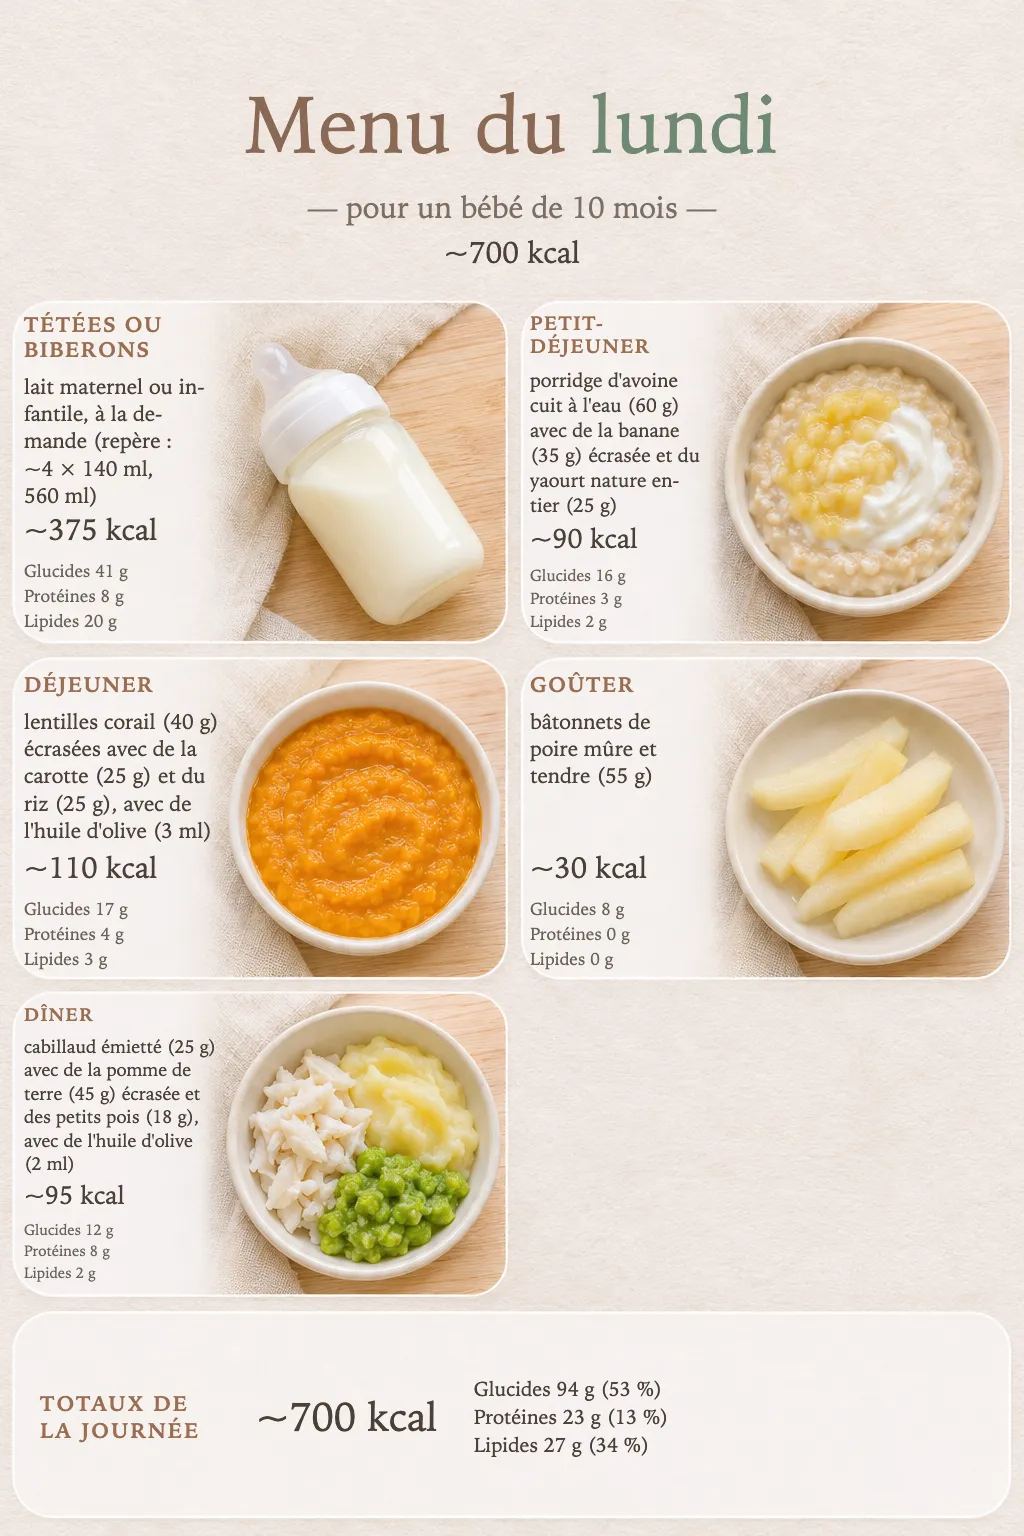 Menu du lundi
— pour un bébé de 10 mois —
~700 kcal
TÉTÉES OU
BIBERONS
lait maternel ou in-
fantile, à la de-
mande (repère :
~4 × 140 ml,
560 ml)
~375 kcal
Glucides 41 g
Protéines 8 g
Lipides 20 g
PETIT-
DÉJEUNER
porridge d'avoine
cuit à l'eau (60 g)
avec de la banane
(35 g) écrasée et du
yaourt nature en-
tier (25 g)
~90 kcal
Glucides 16 g
Protéines 3 g
Lipides 2 g
DÉJEUNER
lentilles corail (40 g)
écrasées avec de la
carotte (25 g) et du
riz (25 g), avec de
l'huile d'olive (3 ml)
~110 kcal
Glucides 17 g
Protéines 4 g
Lipides 3 g
GOÛTER
bâtonnets de
poire mûre et
tendre (55 g)
~30 kcal
Glucides 8 g
Protéines 0 g
Lipides 0 g
DÎNER
cabillaud émietté (25 g)
avec de la pomme de
terre (45 g) écrasée et
des petits pois (18 g),
avec de l'huile d'olive
(2 ml)
~95 kcal
Glucides 12 g
Protéines 8 g
Lipides 2 g
TOTAUX DE
LA JOURNÉE
~700 kcal
Glucides 94 g (53 %)
Protéines 23 g (13 %)
Lipides 27 g (34 %)